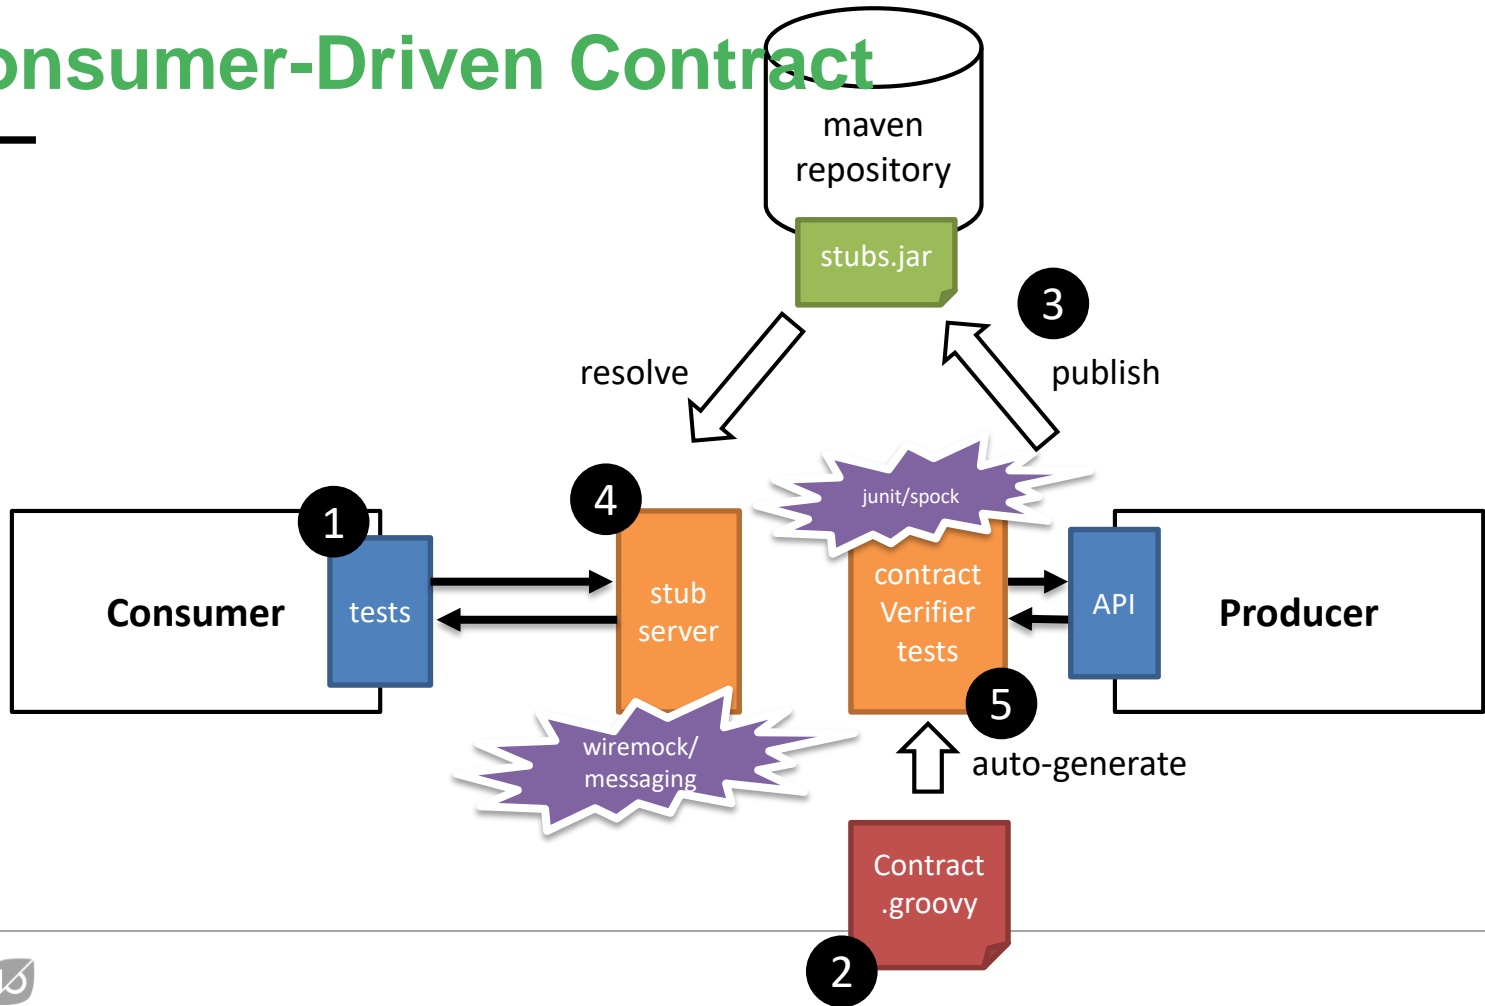 onsumer-Driven Contract
maven
repository
stubs.jar
3
resolve
publish
junit/spock
4
1
Consumer
tests
stub
server
contract
Verifier
tests
API
Producer
5
wiremock/
messaging
auto-generate
Contract
.groovy
2